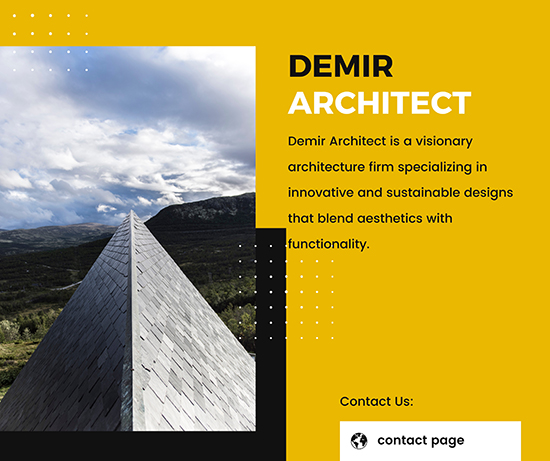 DEMIR
ARCHITECT
Demir Architect is a visionary
architecture firm specializing in
innovative and sustainable designs
that blend aesthetics with
functionality.
Contact Us:
contact page